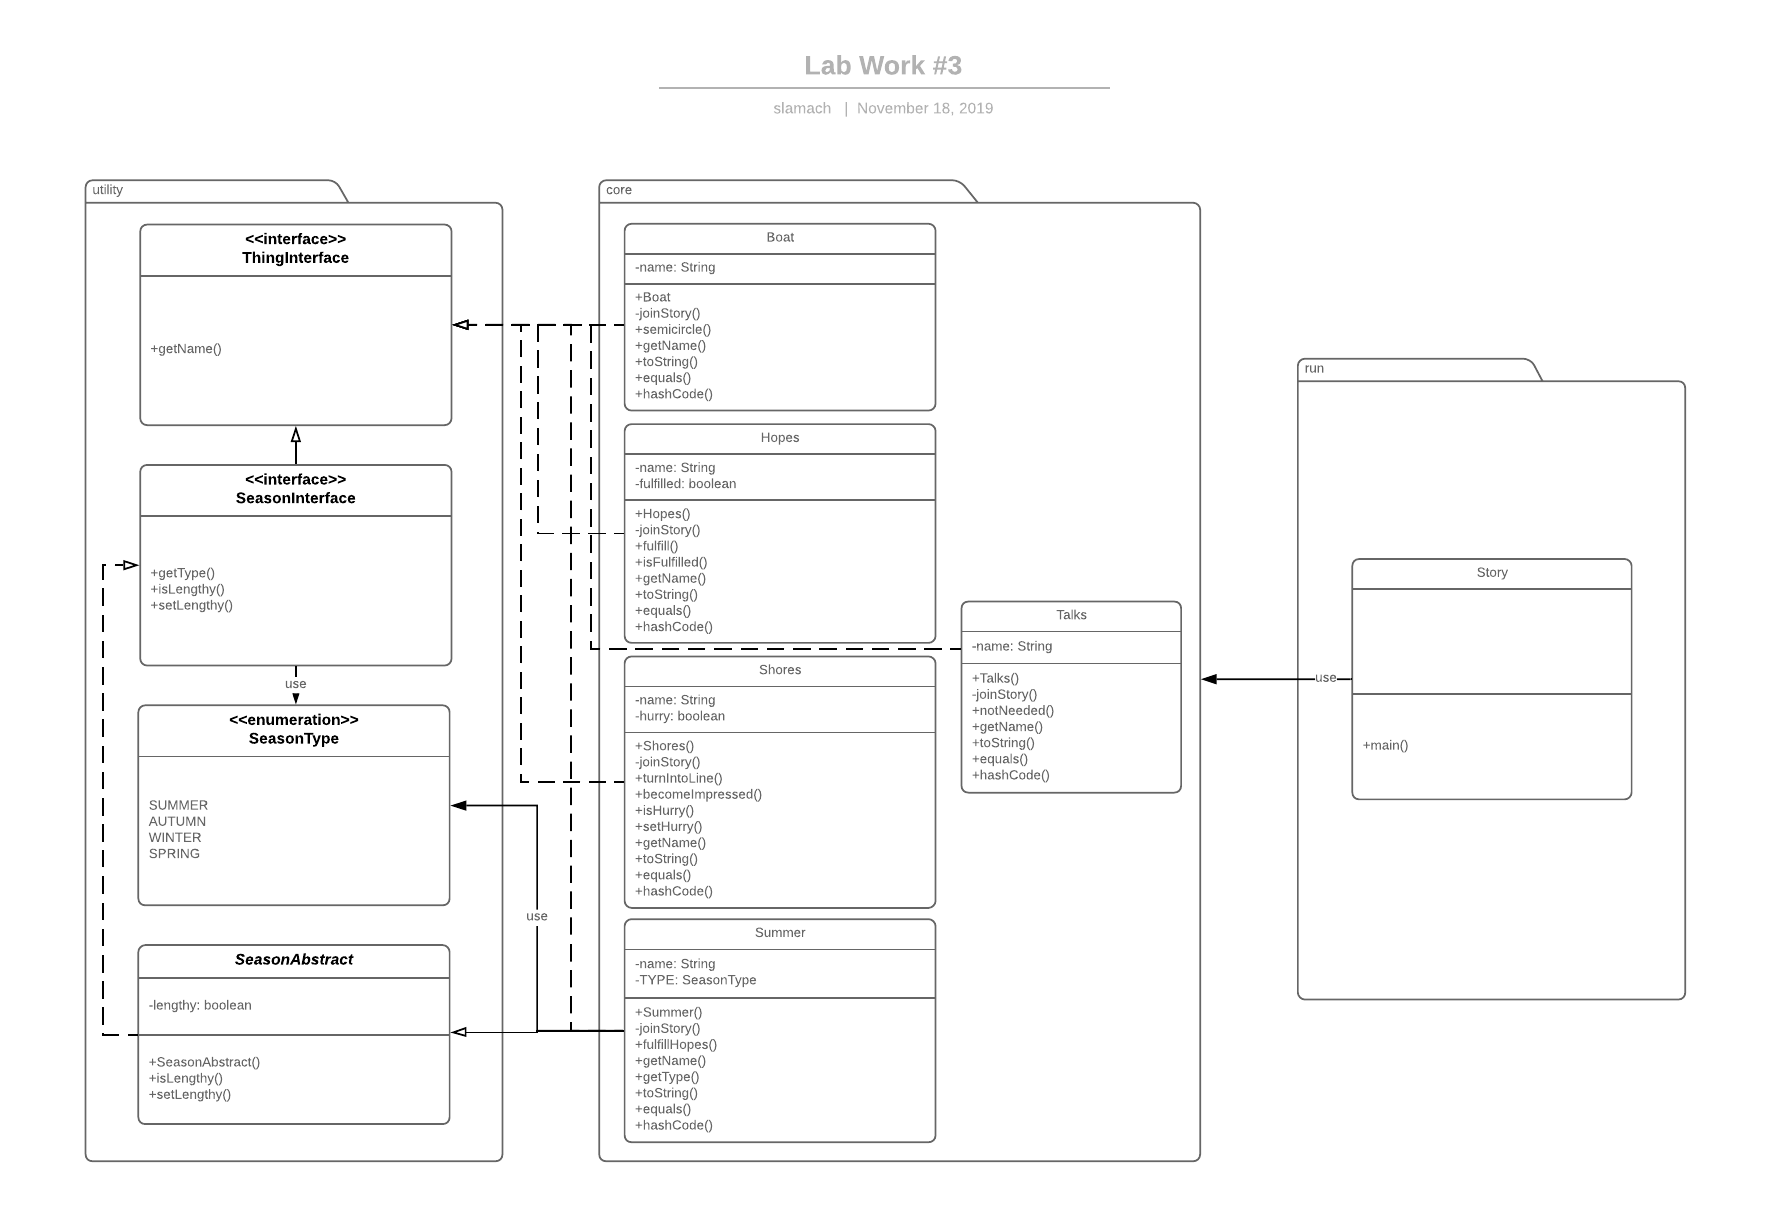 Lab Work #3
slamach | November 18, 2019
utility
<<interface>>
ThingInterface
+getName()
<<interface>>
SeasonInterface
+getType()
+isLengthy()
+setLengthy()
use
<<enumeration>>
SeasonType
SUMMER
AUTUMN
WINTER
SPRING
SeasonAbstract
-lengthy: boolean
+SeasonAbstract()
+isLengthy()
+setLengthy()
use
core
Boat
-name: String
+Boat
-joinStory()
+semicircle()
+getName()
+toString()
+equals()
+hashCode()
Hopes
-name: String
-fulfilled: boolean
+Hopes()
-joinStory()
+fulfill()
+isFulfilled()
+getName()
+toString()
+equals()
+hashCode()
Shores
-name: String
-hurry: boolean
+Shores()
-joinStory()
+turnIntoLine()
+becomeImpressed()
+isHurry()
+setHurry()
+getName()
+toString()
+equals()
+hashCode()
Summer
-name: String
-TYPE: SeasonType
+Summer()
-joinStory()
+fulfillHopes()
+getName()
+getType()
+toString()
+equals()
+hashCode()
Talks
-name: String
+Talks()
-joinStory()
+notNeeded()
+getName()
+toString()
+equals()
+hashCode()
run
use
Story
+main()